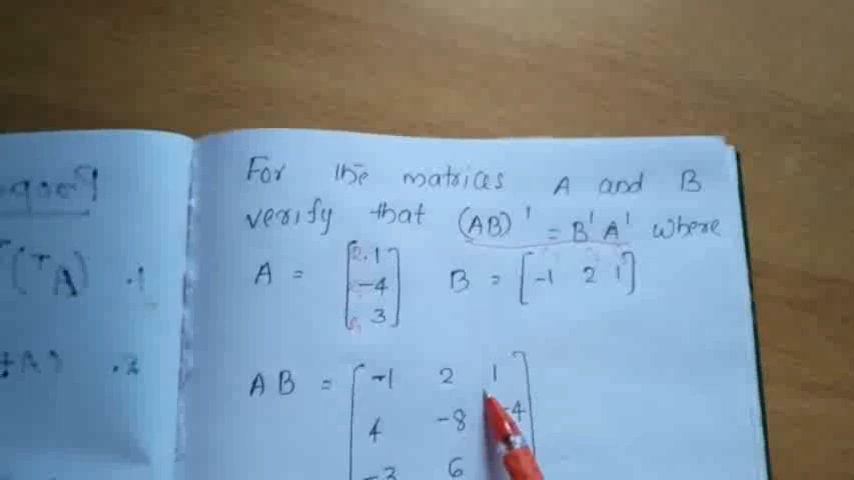 For the matrices A and B
verify that (AB)' = B'A' where
A = [1 -4 3] B = [-1 2 1]
AB = [-1 2 1
4 -8 -4
-3 6